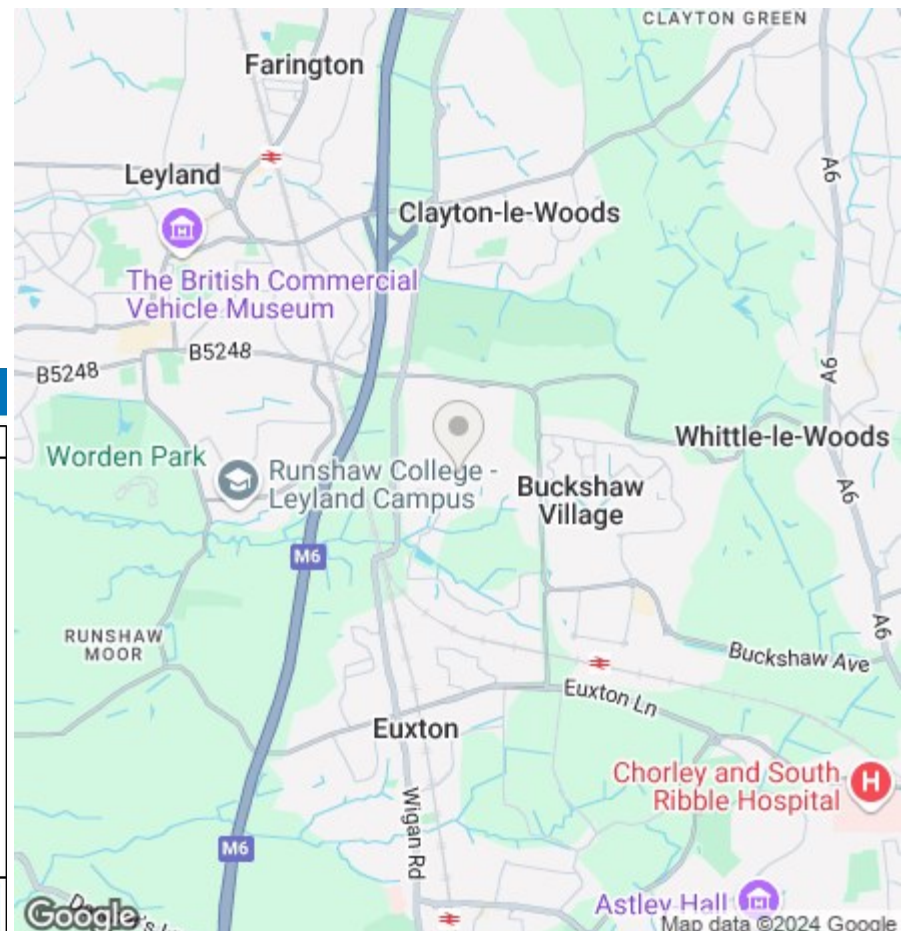 CLAYTON GREEN
Farington
A6
Leyland
Clayton-le-Woods
The British Commercial
Vehicle Museum
B5248
B5248
A6
Whittle-le-Woods
Worden Park
Runshaw College -
Leyland Campus
Buckshaw
Village
A6
M6
RUNSHAW
MOOR
A6
Buckshaw Ave
Euxton Ln
Euxton
Chorley and South
Ribble Hospital
H
Wigan Rd
M6
Astley Hall
Google
Map data ©2024 Google